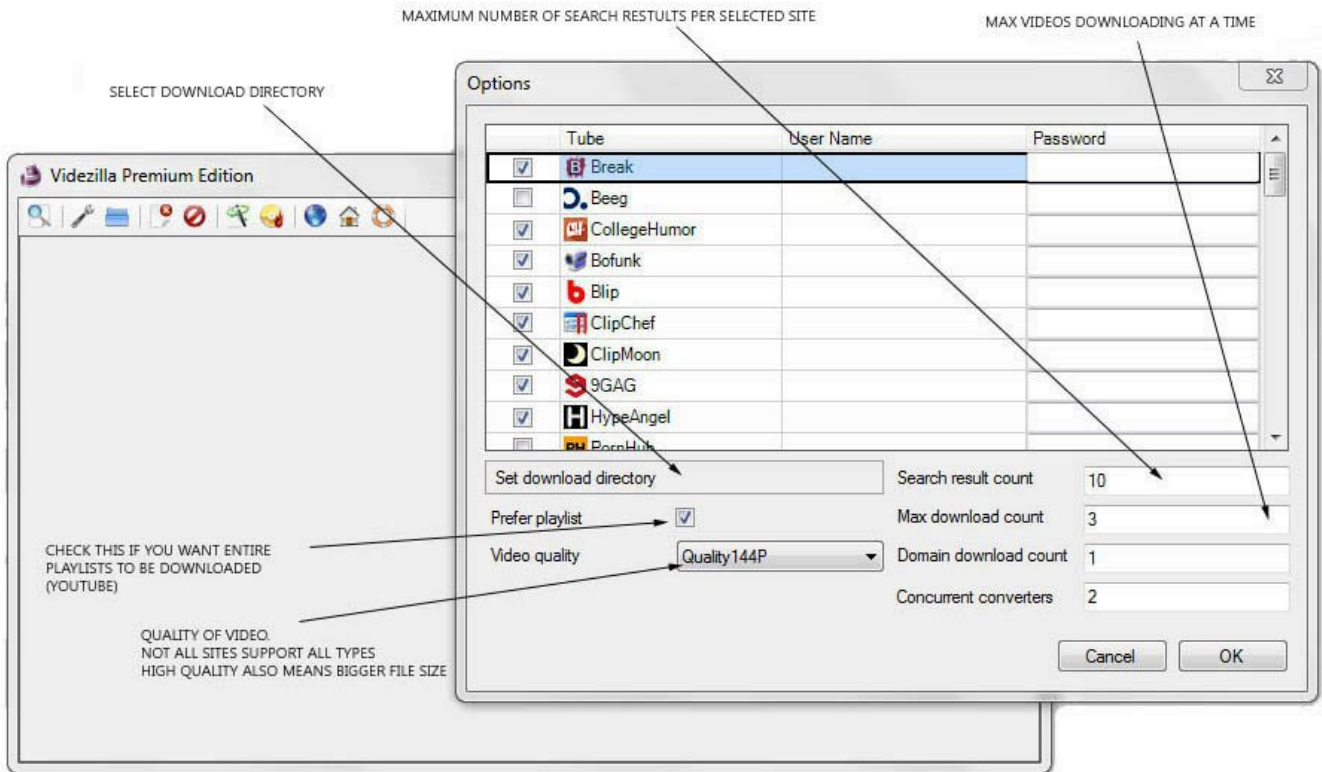 MAXIMUM NUMBER OF SEARCH RESTULTS PER SELECTED SITE
MAX VIDEOS DOWNLOADING AT A TIME
SELECT DOWNLOAD DIRECTORY
Options
Tube User Name Password
Break
Beeg
CollegeHumor
Bofunk
Blip
ClipChef
ClipMoon
9GAG
HypeAngel
PornHub
Videzilla Premium Edition
Set download directory
Search result count 10
Prefer playlist
Max download count 3
Video quality Quality144P
Domain download count 1
Concurrent converters 2
Cancel OK
CHECK THIS IF YOU WANT ENTIRE
PLAYLISTS TO BE DOWNLOADED
(YOUTUBE)
QUALITY OF VIDEO.
NOT ALL SITES SUPPORT ALL TYPES
HIGH QUALITY ALSO MEANS BIGGER FILE SIZE